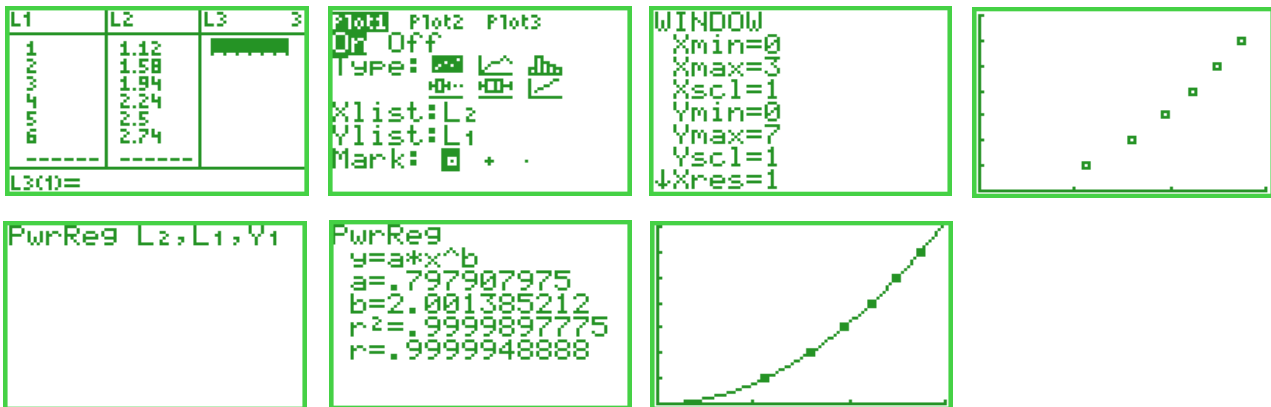 L1 L2 L3 3
1 1.12
2 1.58
3 1.94
4 2.24
5 2.5
6 2.74
------ ------
L3(1)=
Plot1 Plot2 Plot3
On Off
Type:
Xlist:L2
Ylist:L1
Mark: + ·
WINDOW
Xmin=0
Xmax=3
Xscl=1
Ymin=0
Ymax=7
Yscl=1
↓Xres=1
PwrReg L2,L1,Y1
PwrReg
y=a*x^b
a=.797907975
b=2.001385212
r²=.9999897775
r=.9999948888